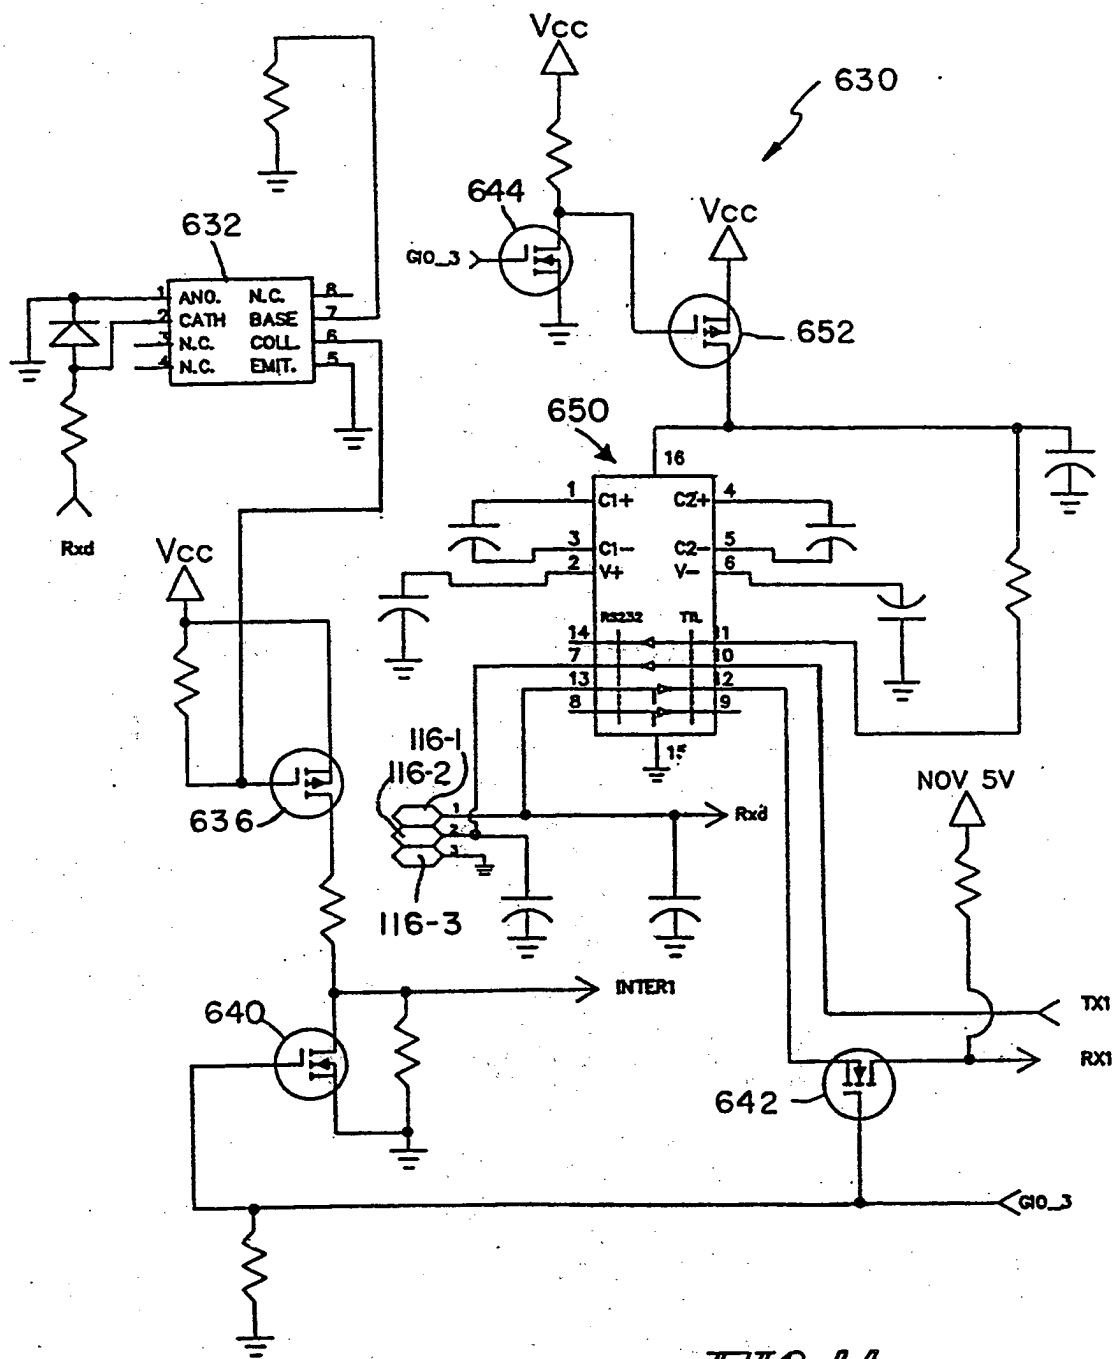 Vcc
630
644
Vcc
632
GIO_3
1 ANO. N.C. 8
2 CATH BASE 7
652
3 N.C. COLL. 6
4 N.C. EMIT. 5
650
16
1 C1+ C2+ 4
Rxd
3 C1- C2- 5
Vcc
2 V+ V- 6
RS232 TTL
14 11
7 10
13 12
8 9
116-1
15
116-2
NOV 5V
1
Rxd
636
2
3
116-3
INTER1
640
TX1
RX1
642
GIO_3